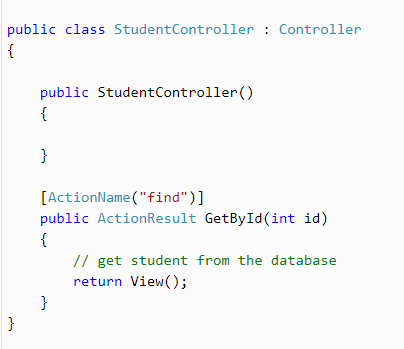 public class StudentController : Controller
{
public StudentController()
{
}
[ActionName("find")]
public ActionResult GetById(int id)
{
// get student from the database
return View();
}
}